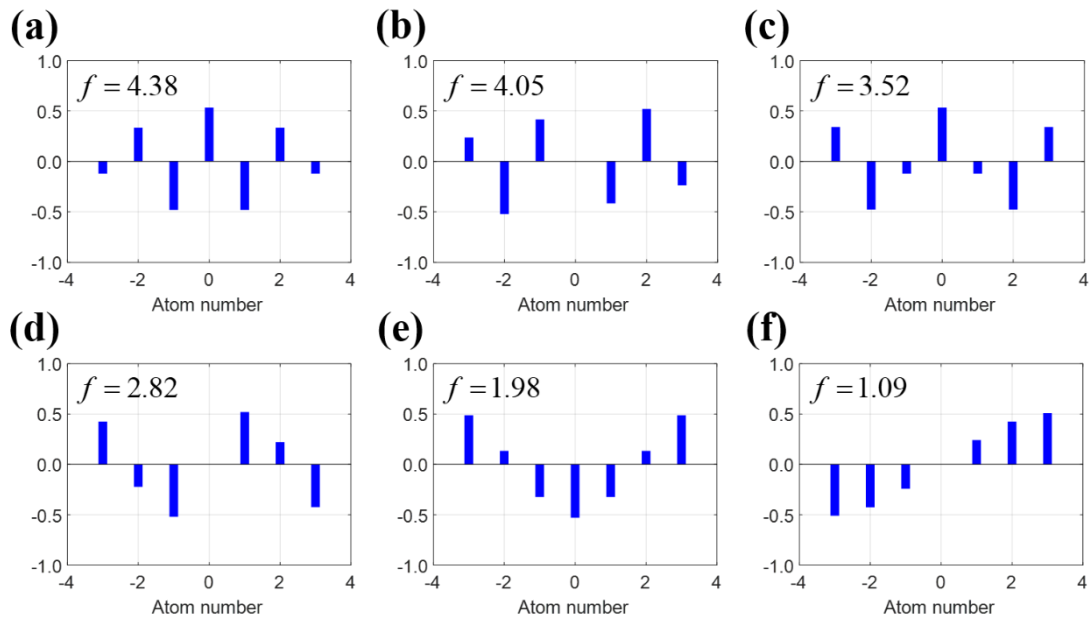 (a)
f = 4.38
1.0
0.5
0.0
-0.5
-1.0
-4 -2 0 2 4
Atom number
(b)
f = 4.05
1.0
0.5
0.0
-0.5
-1.0
-4 -2 0 2 4
Atom number
(c)
f = 3.52
1.0
0.5
0.0
-0.5
-1.0
-4 -2 0 2 4
Atom number
(d)
f = 2.82
1.0
0.5
0.0
-0.5
-1.0
-4 -2 0 2 4
Atom number
(e)
f = 1.98
1.0
0.5
0.0
-0.5
-1.0
-4 -2 0 2 4
Atom number
(f)
f = 1.09
1.0
0.5
0.0
-0.5
-1.0
-4 -2 0 2 4
Atom number